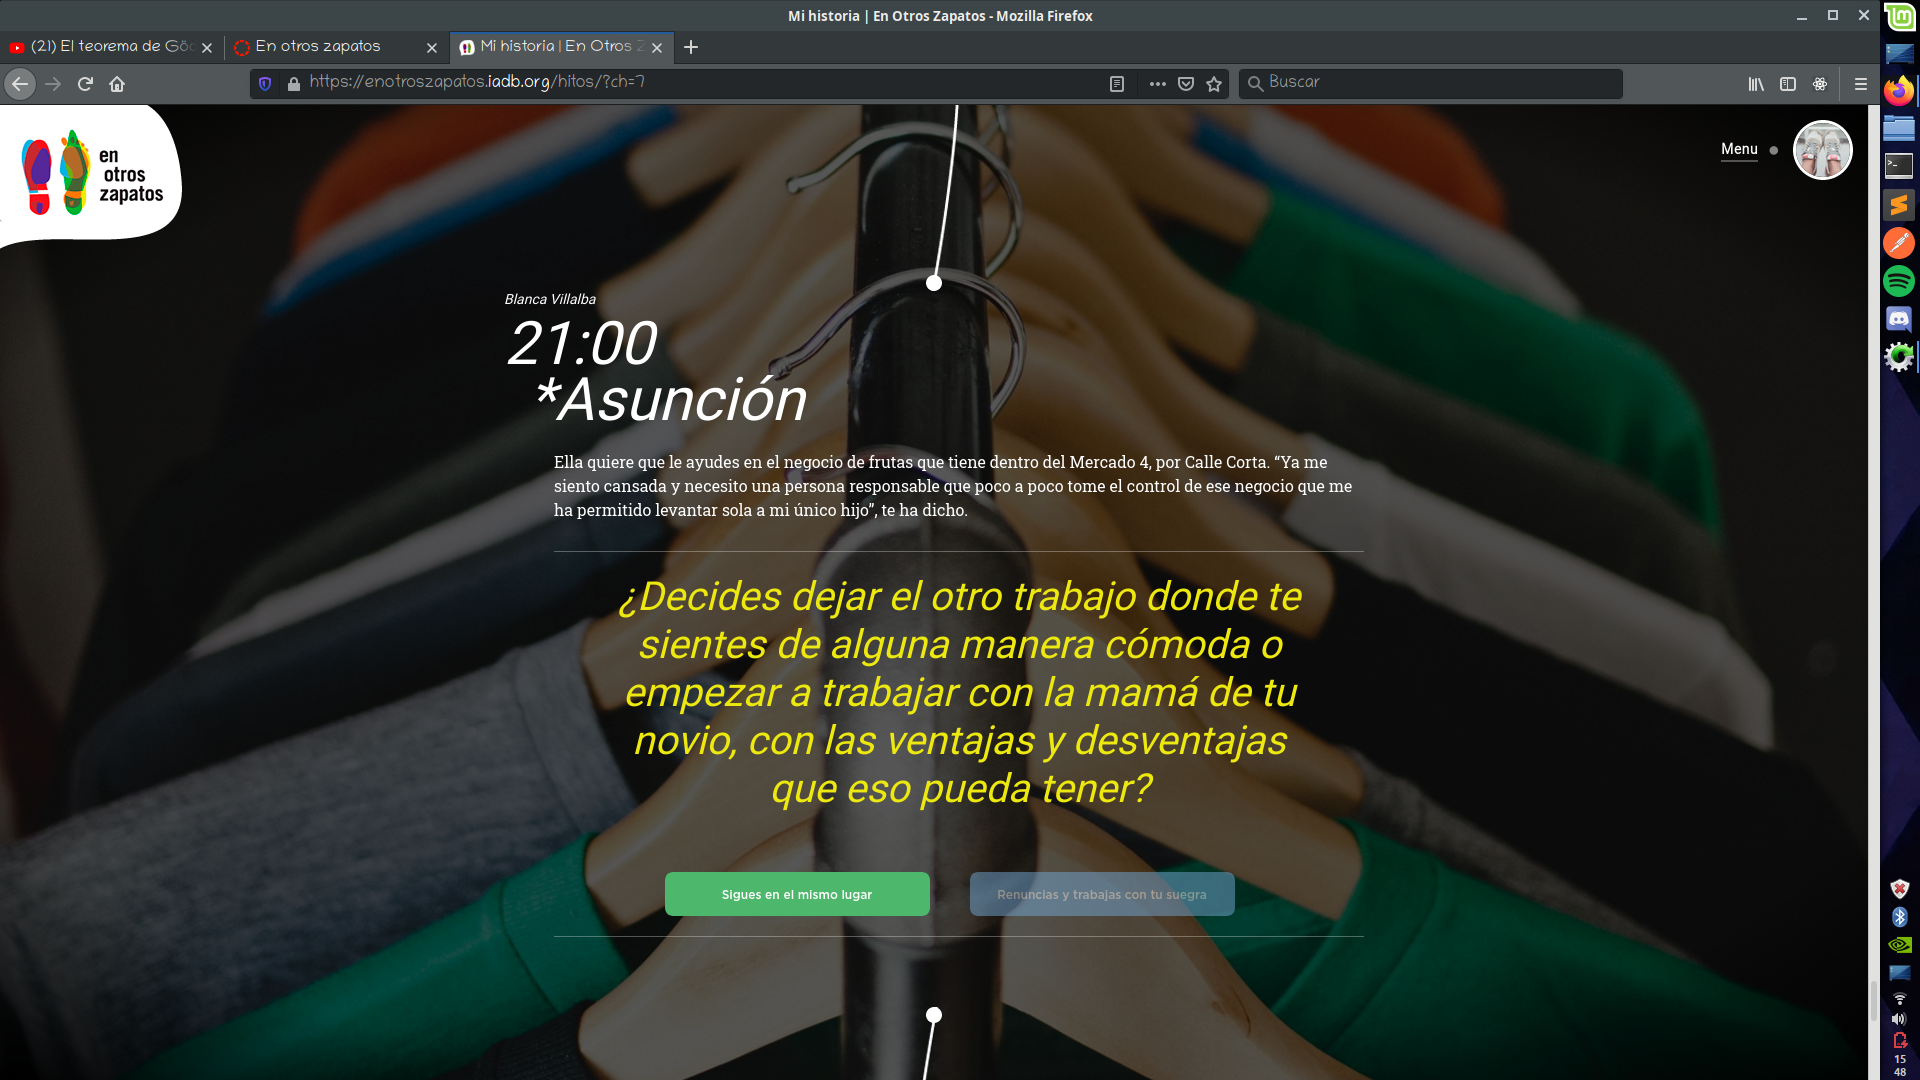 Mi historia | En Otros Zapatos - Mozilla Firefox
(21) El teorema de Gö
En otros zapatos
Mi historia | En Otros Z
https://enotroszapatos.iadb.org/hitos/?ch=7
Buscar
en
otros
zapatos
Menu
Blanca Villalba
21:00
*Asunción
Ella quiere que le ayudes en el negocio de frutas que tiene dentro del Mercado 4, por Calle Corta. “Ya me
siento cansada y necesito una persona responsable que poco a poco tome el control de ese negocio que me
ha permitido levantar sola a mi único hijo”, te ha dicho.
¿Decides dejar el otro trabajo donde te
sientes de alguna manera cómoda o
empezar a trabajar con la mamá de tu
novio, con las ventajas y desventajas
que eso pueda tener?
Sigues en el mismo lugar
Renuncias y trabajas con tu suegra
15
48